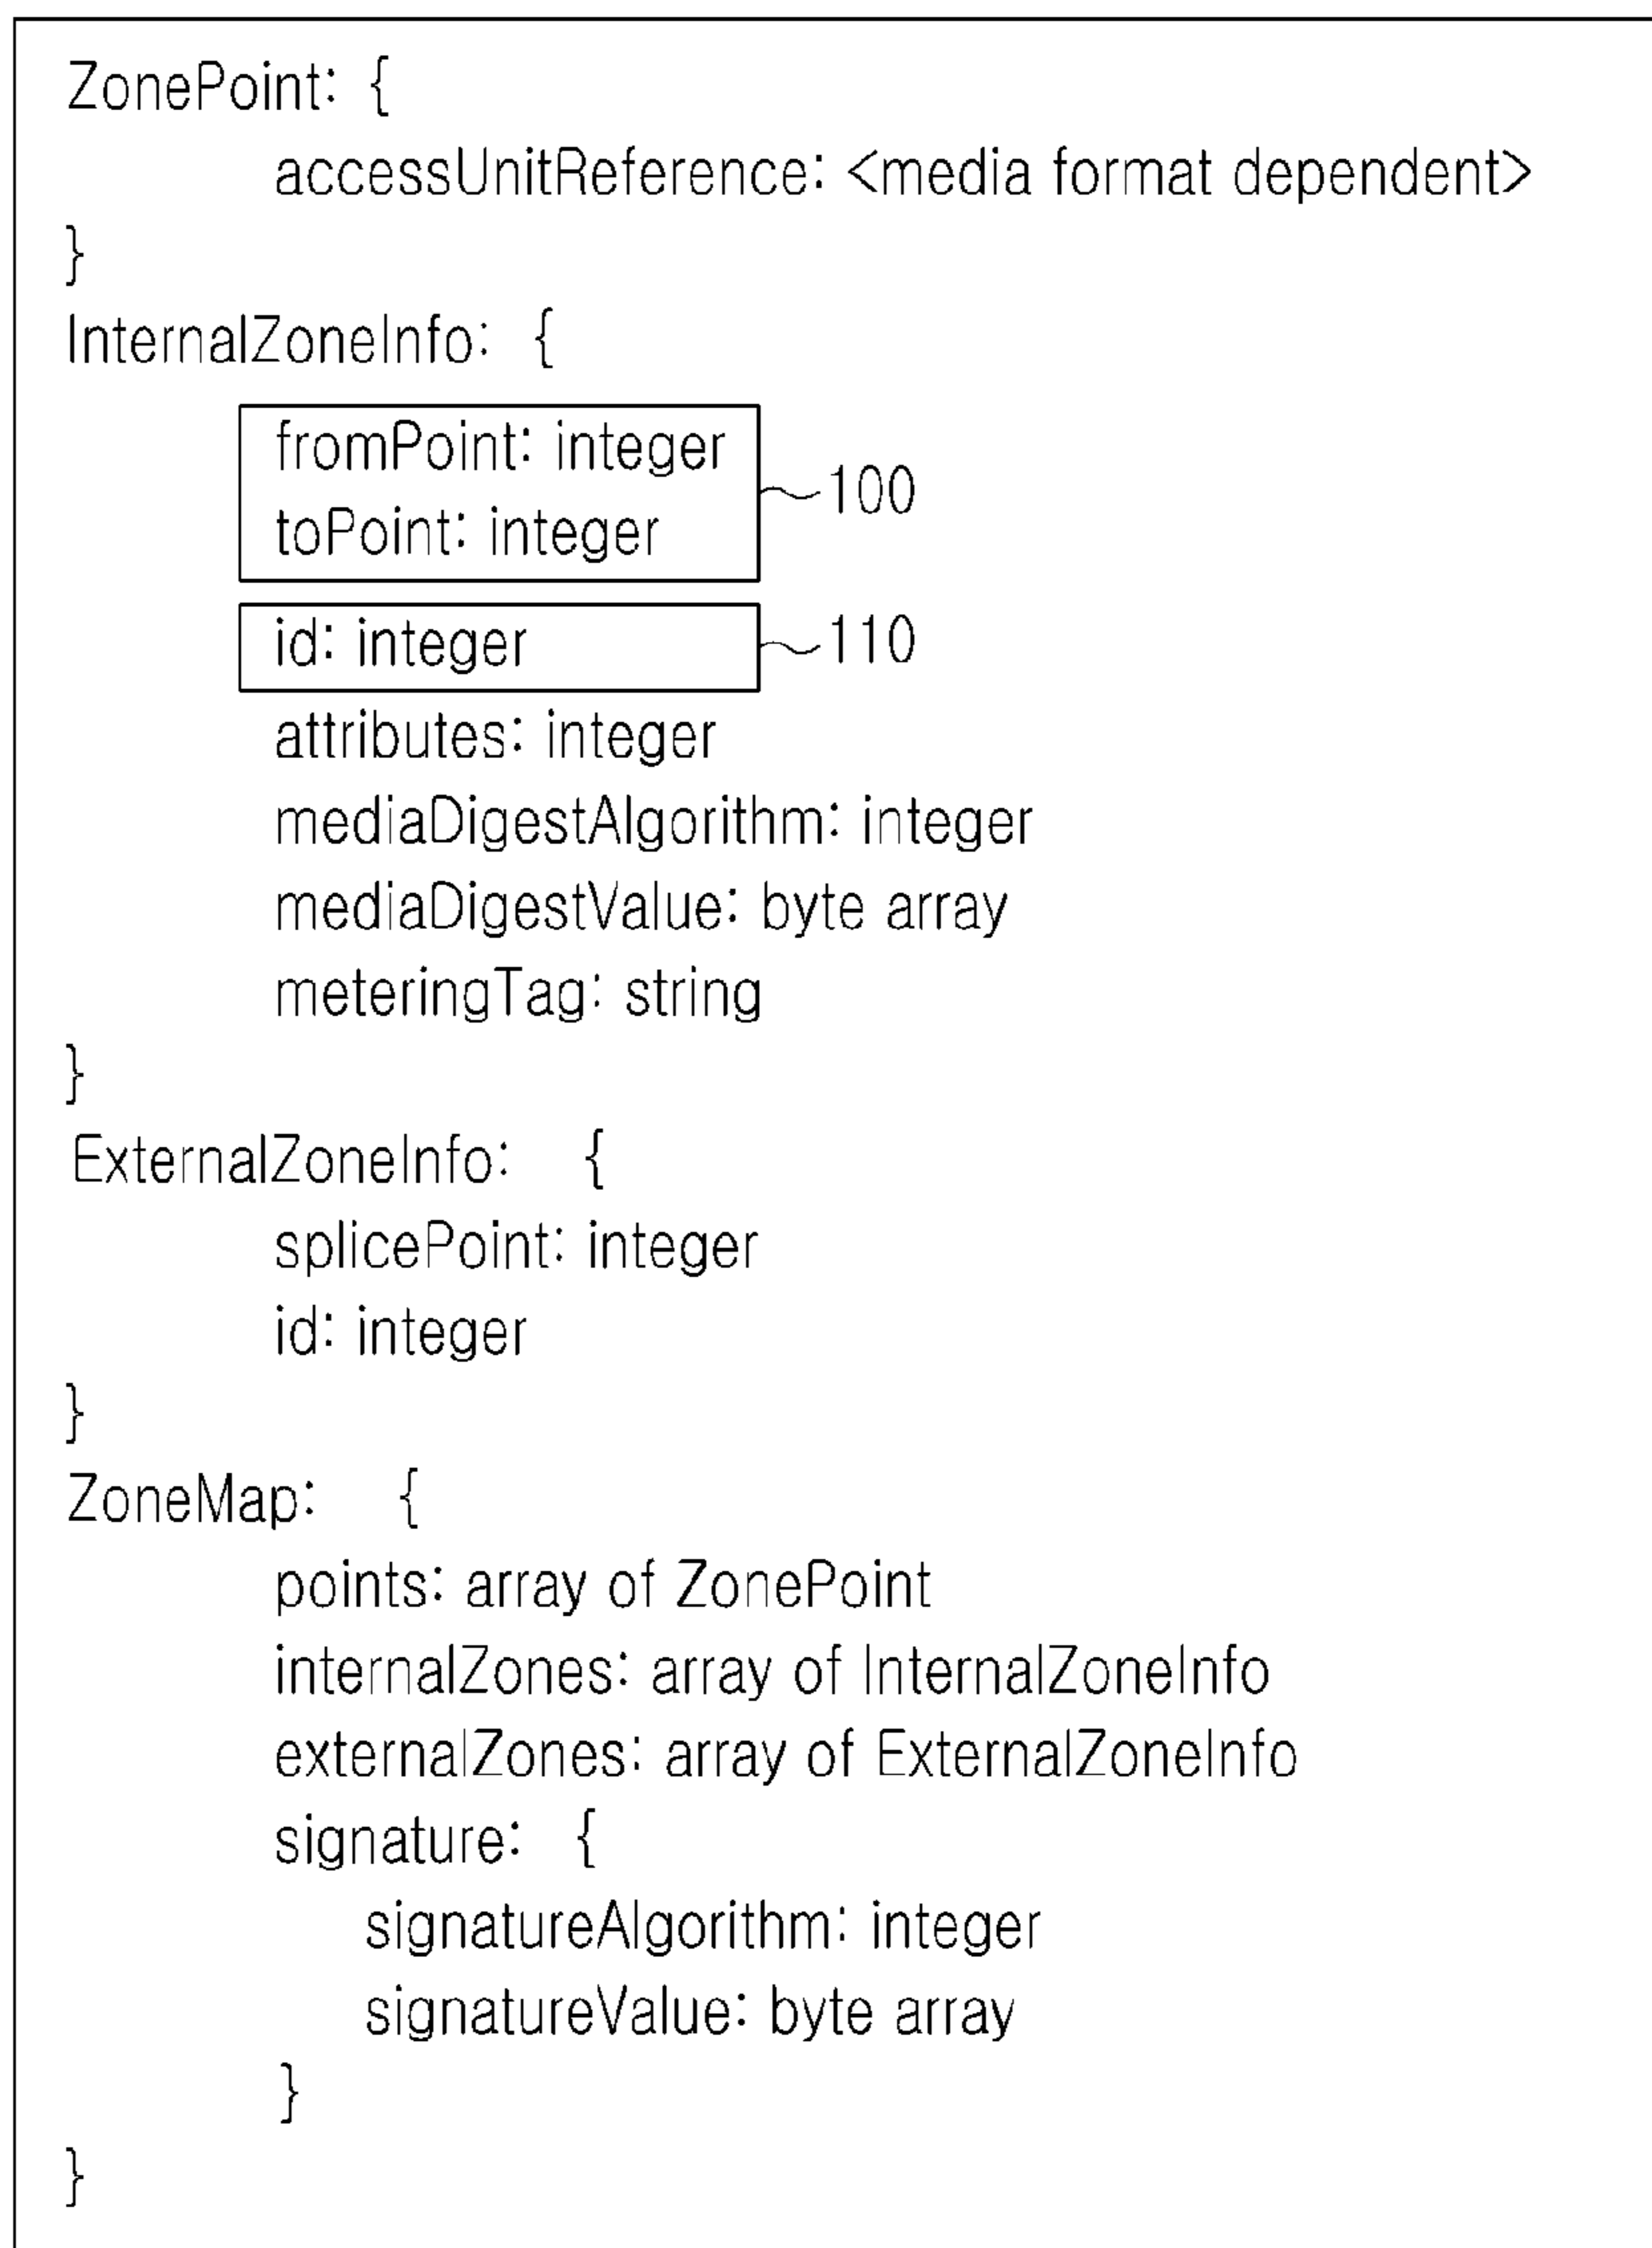 ZonePoint: {
accessUnitReference: <media format dependent>
}
InternalZoneInfo: {
fromPoint: integer
toPoint: integer
100
id: integer
110
attributes: integer
mediaDigestAlgorithm: integer
mediaDigestValue: byte array
meteringTag: string
}
ExternalZoneInfo: {
splicePoint: integer
id: integer
}
ZoneMap: {
points: array of ZonePoint
internalZones: array of InternalZoneInfo
externalZones: array of ExternalZoneInfo
signature: {
signatureAlgorithm: integer
signatureValue: byte array
}
}